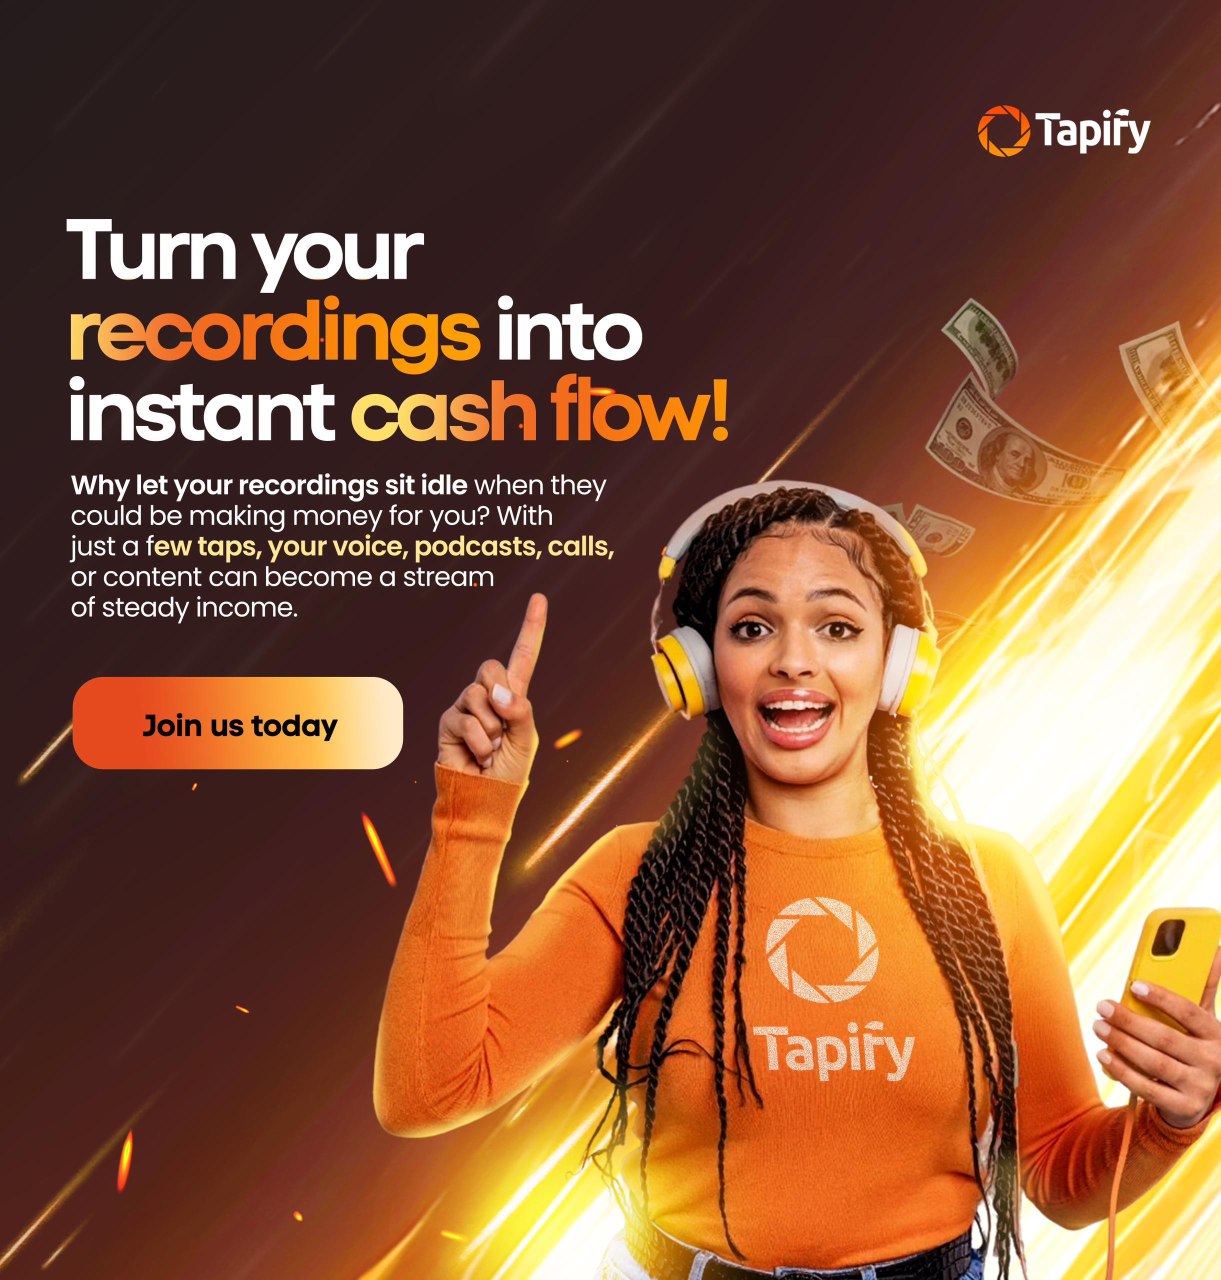 Tapify
Turn your
recordings into
instant cash flow!
Why let your recordings sit idle when they
could be making money for you? With
just a few taps, your voice, podcasts, calls,
or content can become a stream
of steady income.
Join us today
Tapify